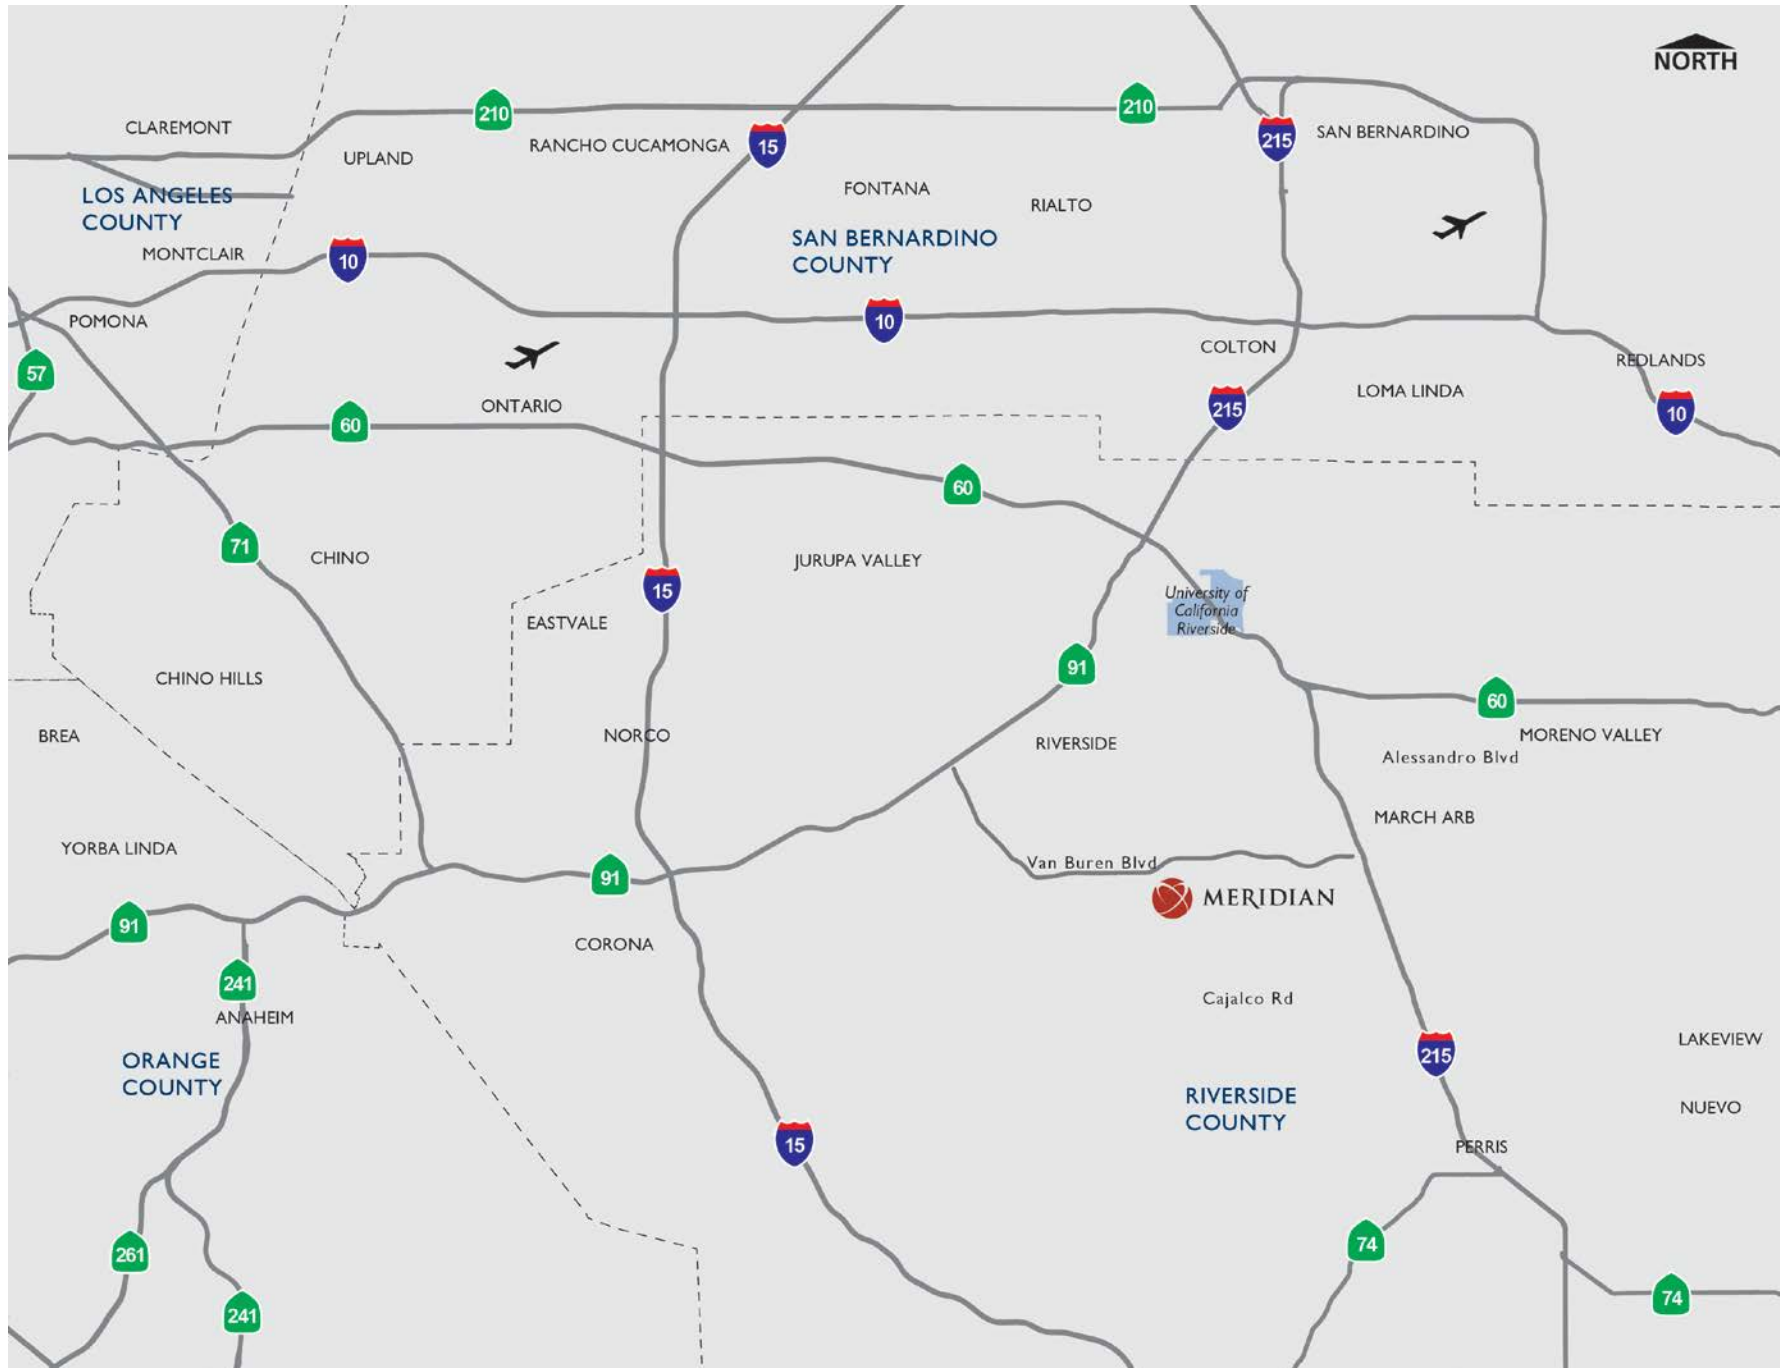 NORTH
210
210
CLAREMONT
UPLAND
RANCHO CUCAMONGA
15
215
SAN BERNARDINO
LOS ANGELES
COUNTY
FONTANA
RIALTO
MONTCLAIR
10
SAN BERNARDINO
COUNTY
POMONA
10
COLTON
57
REDLANDS
ONTARIO
60
215
LOMA LINDA
10
60
71
CHINO
JURUPA VALLEY
15
University of
California
Riverside
EASTVALE
CHINO HILLS
91
60
BREA
NORCO
RIVERSIDE
MORENO VALLEY
Alessandro Blvd
MARCH ARB
YORBA LINDA
91
Van Buren Blvd
MERIDIAN
91
CORONA
241
ANAHEIM
Cajalco Rd
LAKEVIEW
ORANGE
COUNTY
215
RIVERSIDE
COUNTY
NUEVO
15
PERRIS
261
74
241
74